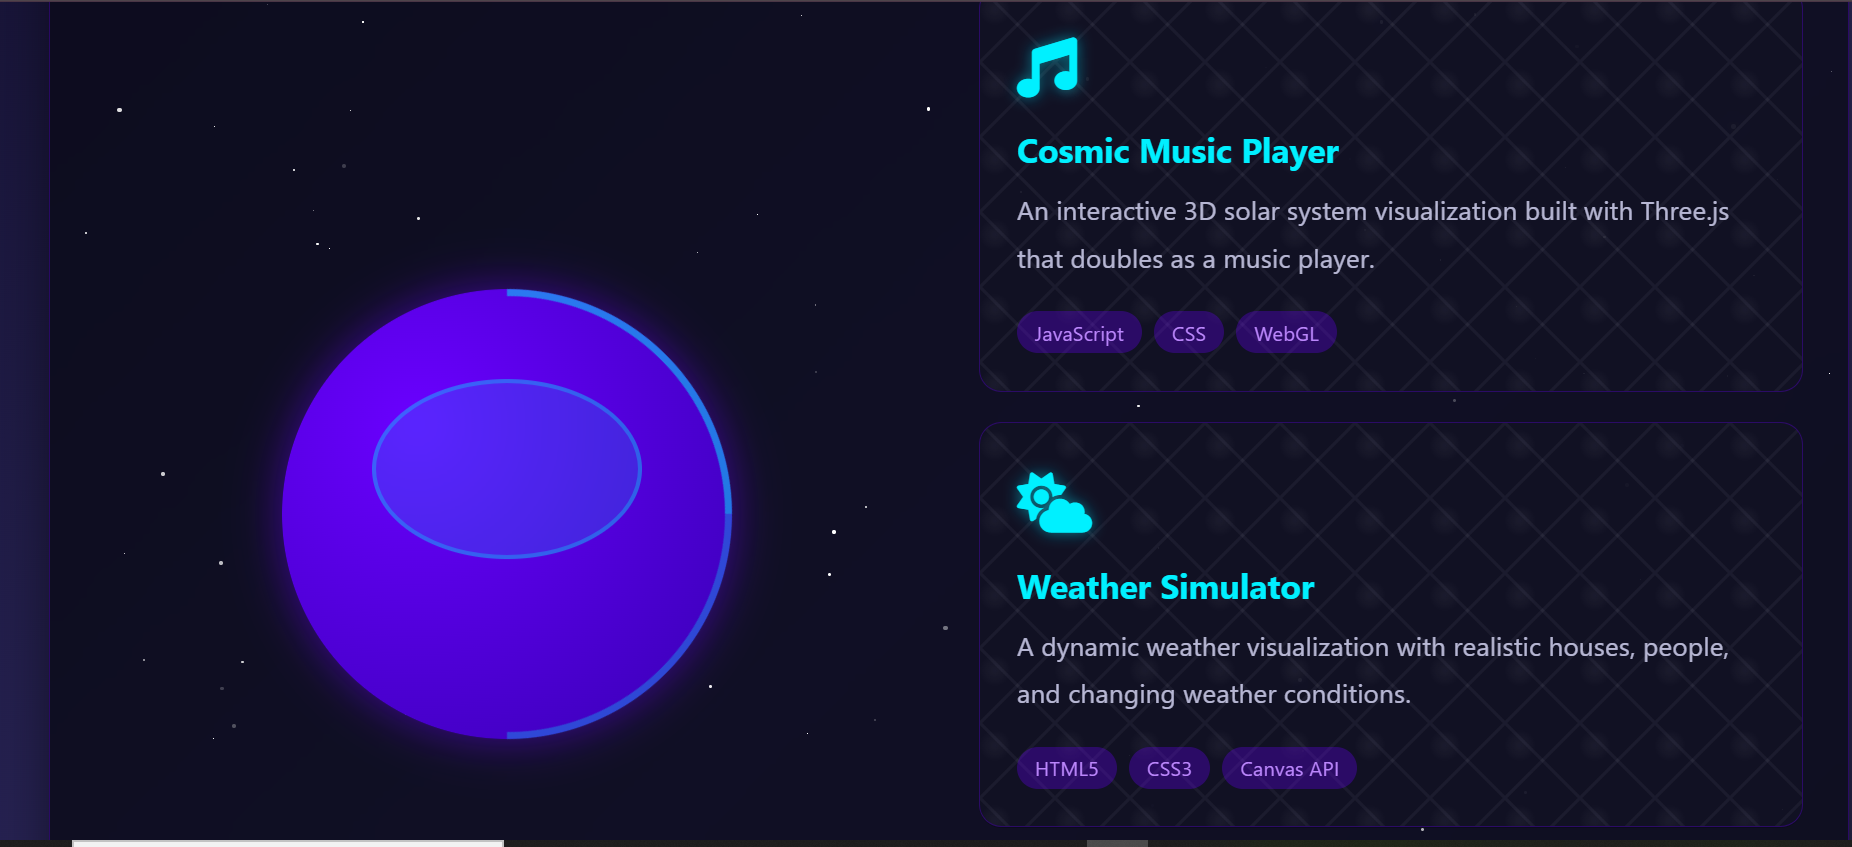 Cosmic Music Player
An interactive 3D solar system visualization built with Three.js
that doubles as a music player.
JavaScript CSS WebGL
Weather Simulator
A dynamic weather visualization with realistic houses, people,
and changing weather conditions.
HTML5 CSS3 Canvas API